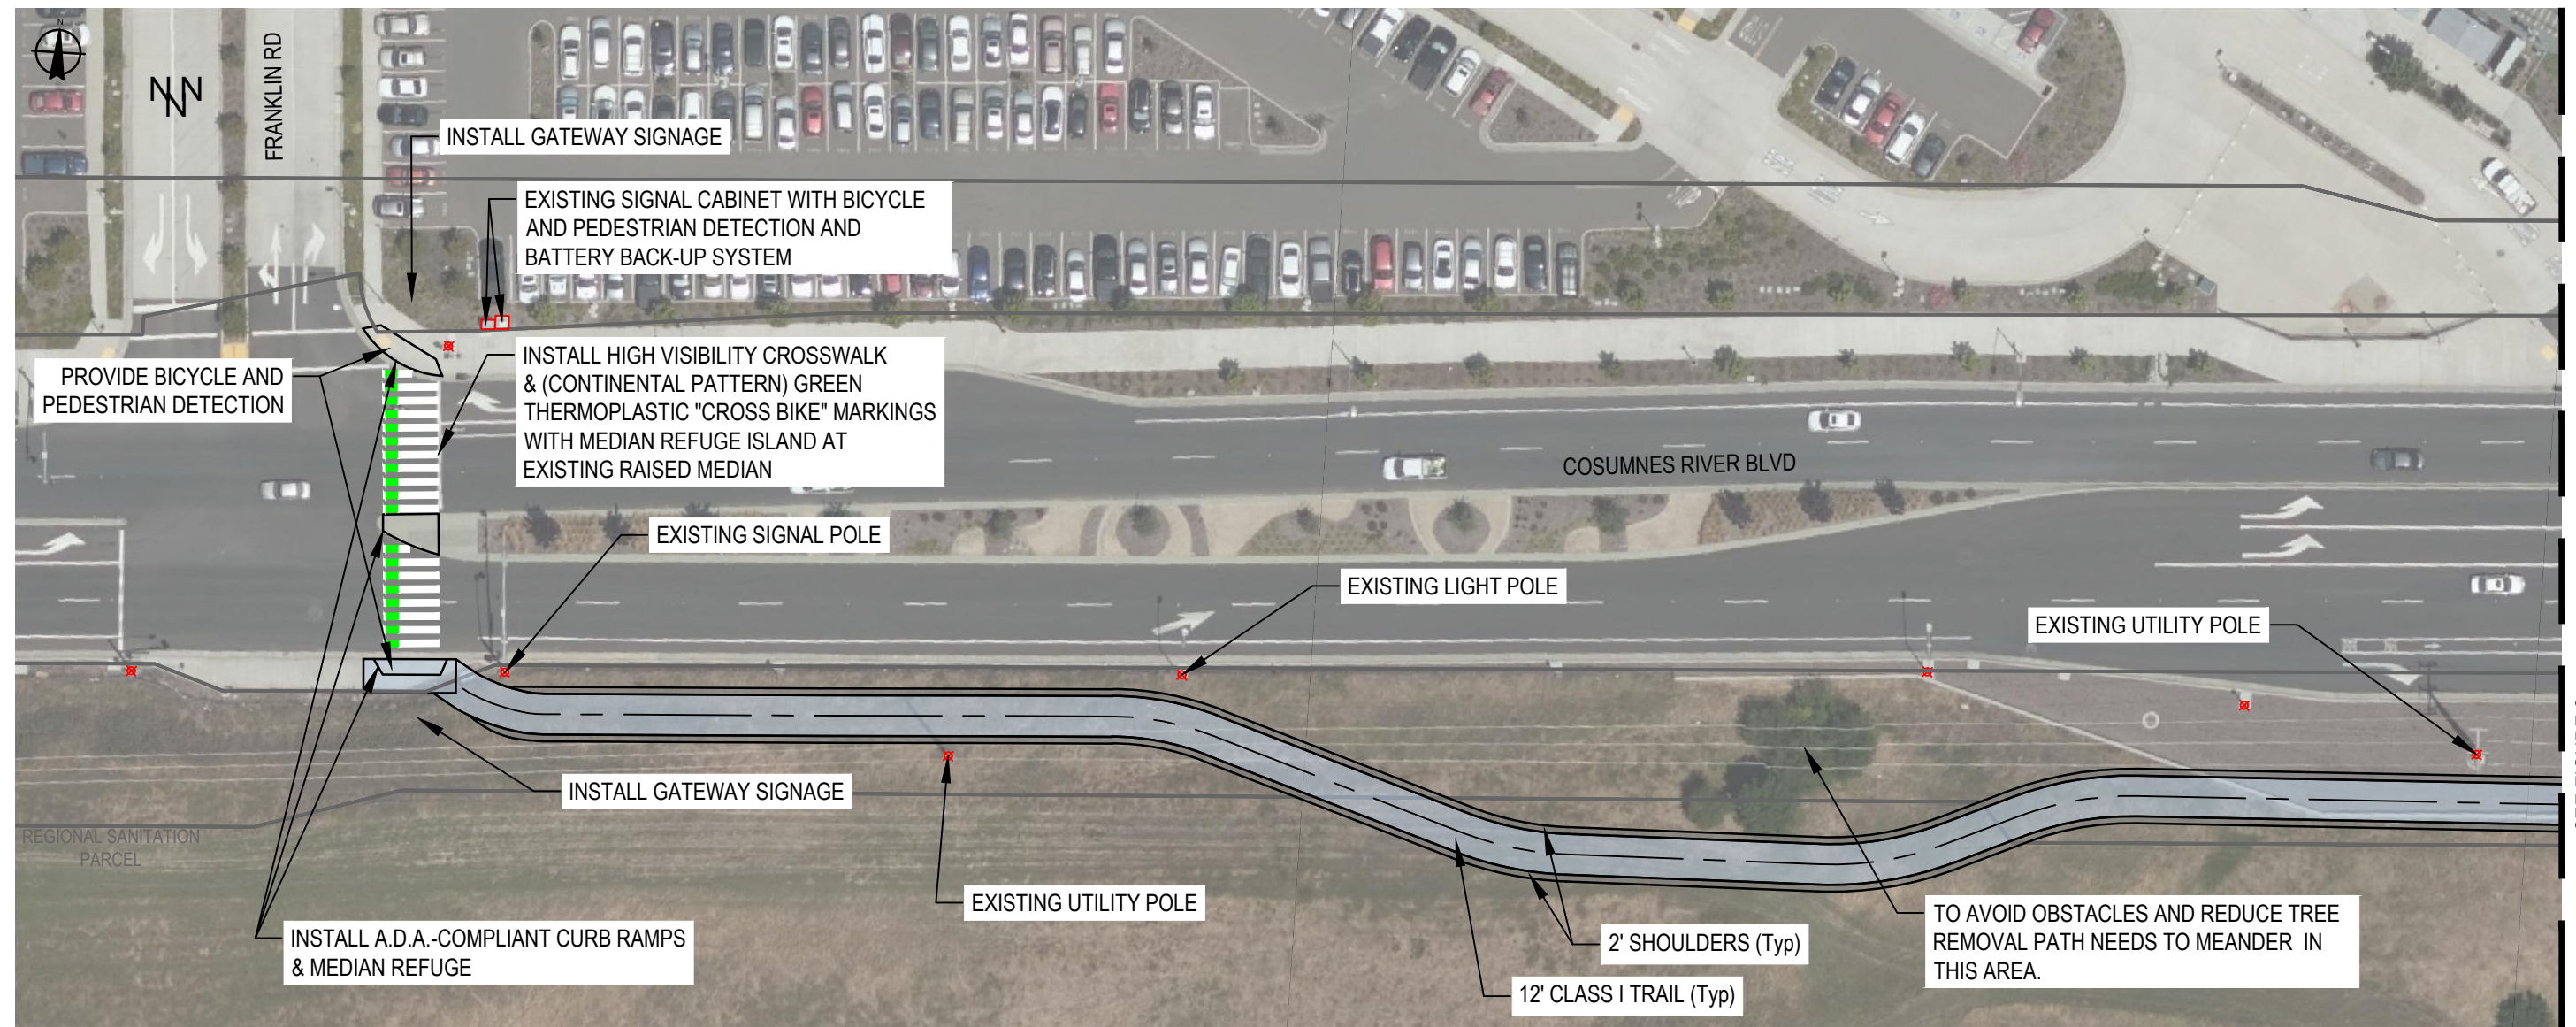 N
FRANKLIN RD
INSTALL GATEWAY SIGNAGE
EXISTING SIGNAL CABINET WITH BICYCLE
AND PEDESTRIAN DETECTION AND
BATTERY BACK-UP SYSTEM
PROVIDE BICYCLE AND
PEDESTRIAN DETECTION
INSTALL HIGH VISIBILITY CROSSWALK
& (CONTINENTAL PATTERN) GREEN
THERMOPLASTIC "CROSS BIKE" MARKINGS
WITH MEDIAN REFUGE ISLAND AT
EXISTING RAISED MEDIAN
COSUMNES RIVER BLVD
EXISTING SIGNAL POLE
EXISTING LIGHT POLE
EXISTING UTILITY POLE
INSTALL GATEWAY SIGNAGE
REGIONAL SANITATION
PARCEL
EXISTING UTILITY POLE
INSTALL A.D.A.-COMPLIANT CURB RAMPS
& MEDIAN REFUGE
2' SHOULDERS (Typ)
12' CLASS I TRAIL (Typ)
TO AVOID OBSTACLES AND REDUCE TREE
REMOVAL PATH NEEDS TO MEANDER IN
THIS AREA.